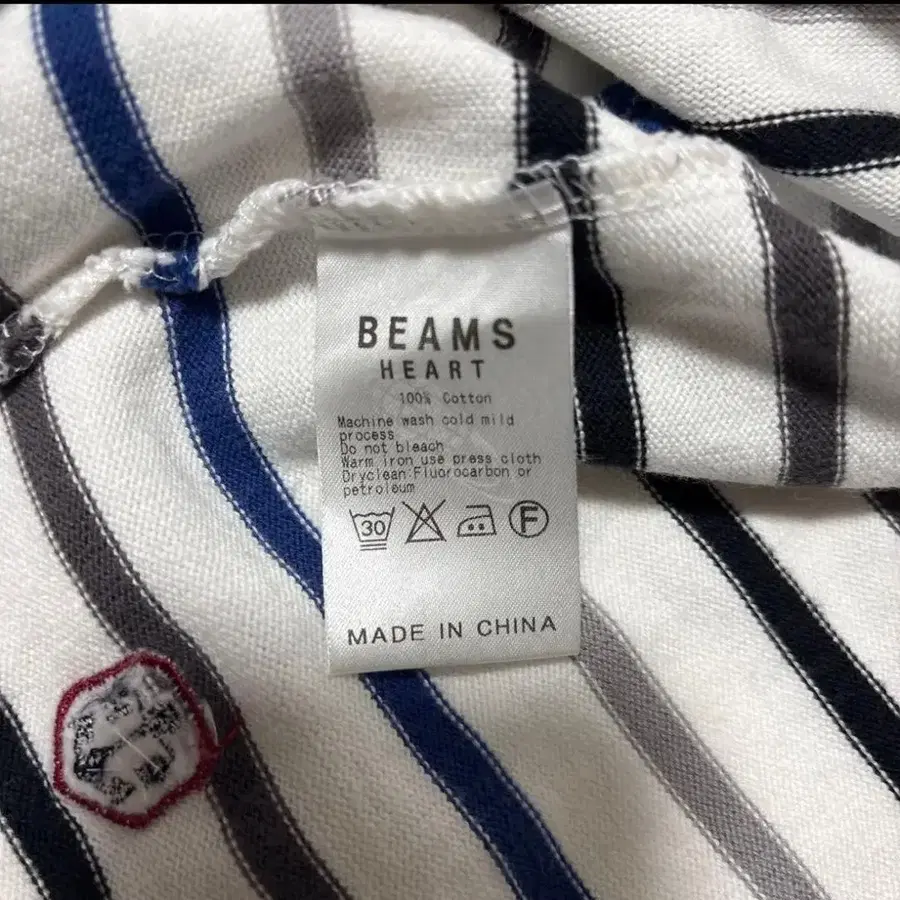 BEAMS
HEART
100% Cotton
Machine wash cold mild
process
Do not bleach
Warm iron use press cloth
Dryclean:Fluorocarbon or
petroleum
30
F
MADE IN CHINA